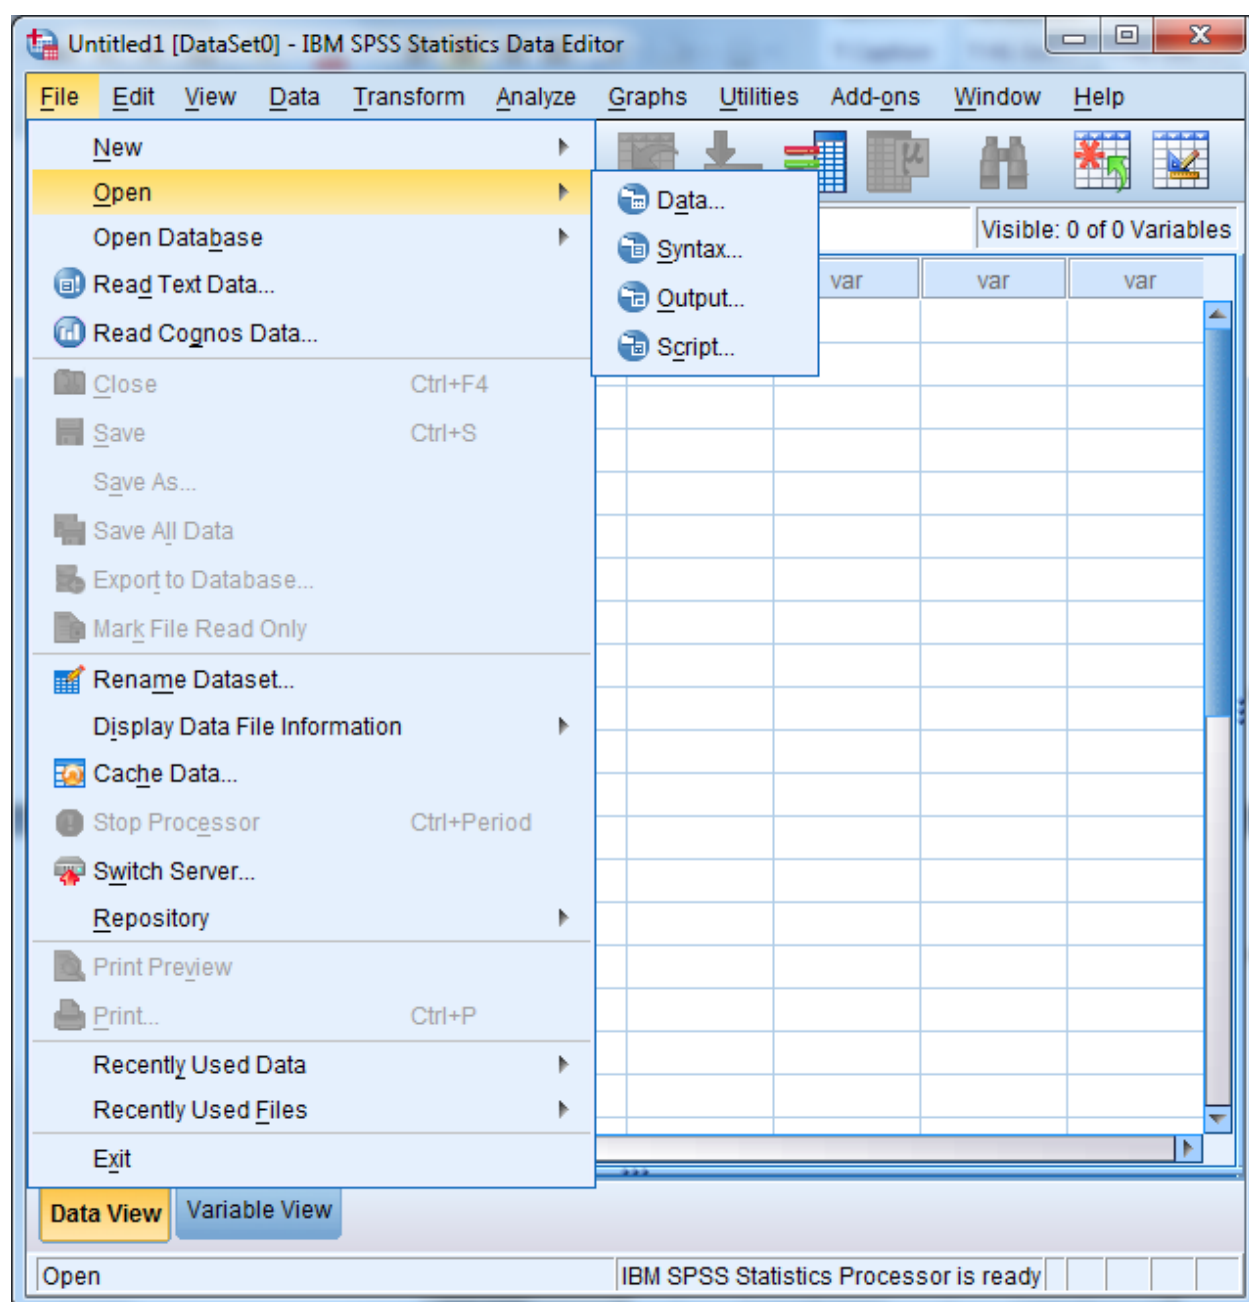 Untitled1 [DataSet0] - IBM SPSS Statistics Data Editor
File Edit View Data Transform Analyze Graphs Utilities Add-ons Window Help
New
Open
Open Database
Read Text Data...
Read Cognos Data...
Close Ctrl+F4
Save Ctrl+S
Save As...
Save All Data
Export to Database...
Mark File Read Only
Rename Dataset...
Display Data File Information
Cache Data...
Stop Processor Ctrl+Period
Switch Server...
Repository
Print Preview
Print... Ctrl+P
Recently Used Data
Recently Used Files
Exit
Data...
Syntax...
Output...
Script...
Visible: 0 of 0 Variables
var var var
Data View Variable View
Open IBM SPSS Statistics Processor is ready